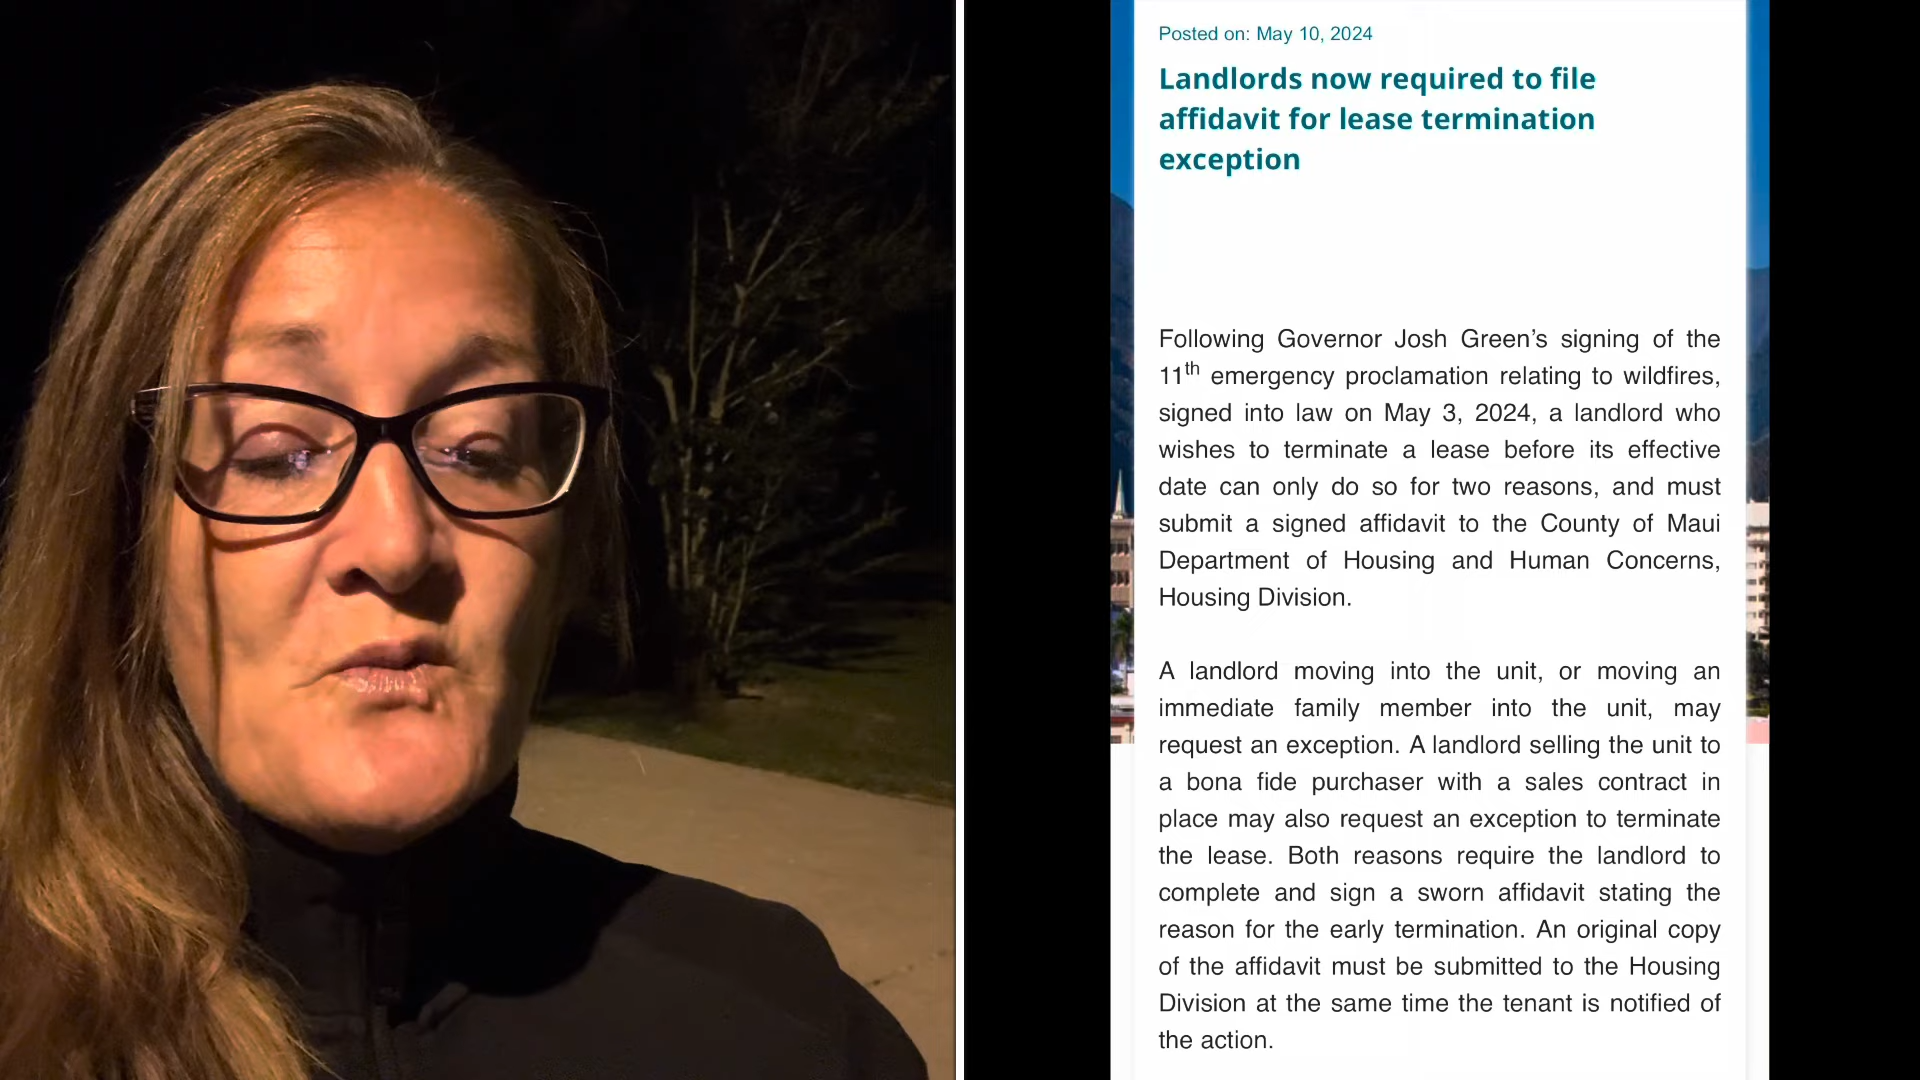 Posted on: May 10, 2024
Landlords now required to file
affidavit for lease termination
exception
Following Governor Josh Green’s signing of the
11th emergency proclamation relating to wildfires,
signed into law on May 3, 2024, a landlord who
wishes to terminate a lease before its effective
date can only do so for two reasons, and must
submit a signed affidavit to the County of Maui
Department of Housing and Human Concerns,
Housing Division.
A landlord moving into the unit, or moving an
immediate family member into the unit, may
request an exception. A landlord selling the unit to
a bona fide purchaser with a sales contract in
place may also request an exception to terminate
the lease. Both reasons require the landlord to
complete and sign a sworn affidavit stating the
reason for the early termination. An original copy
of the affidavit must be submitted to the Housing
Division at the same time the tenant is notified of
the action.